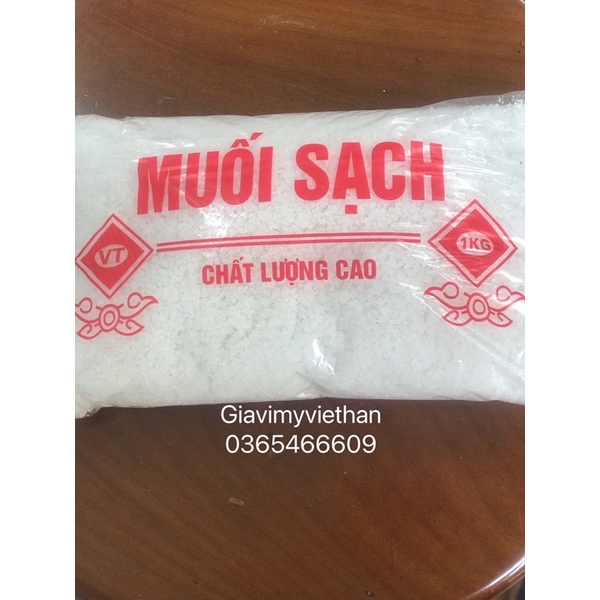 MUỐI SẠCH
VT
1KG
CHẤT LƯỢNG CAO
Giavimyviethan
0365466609